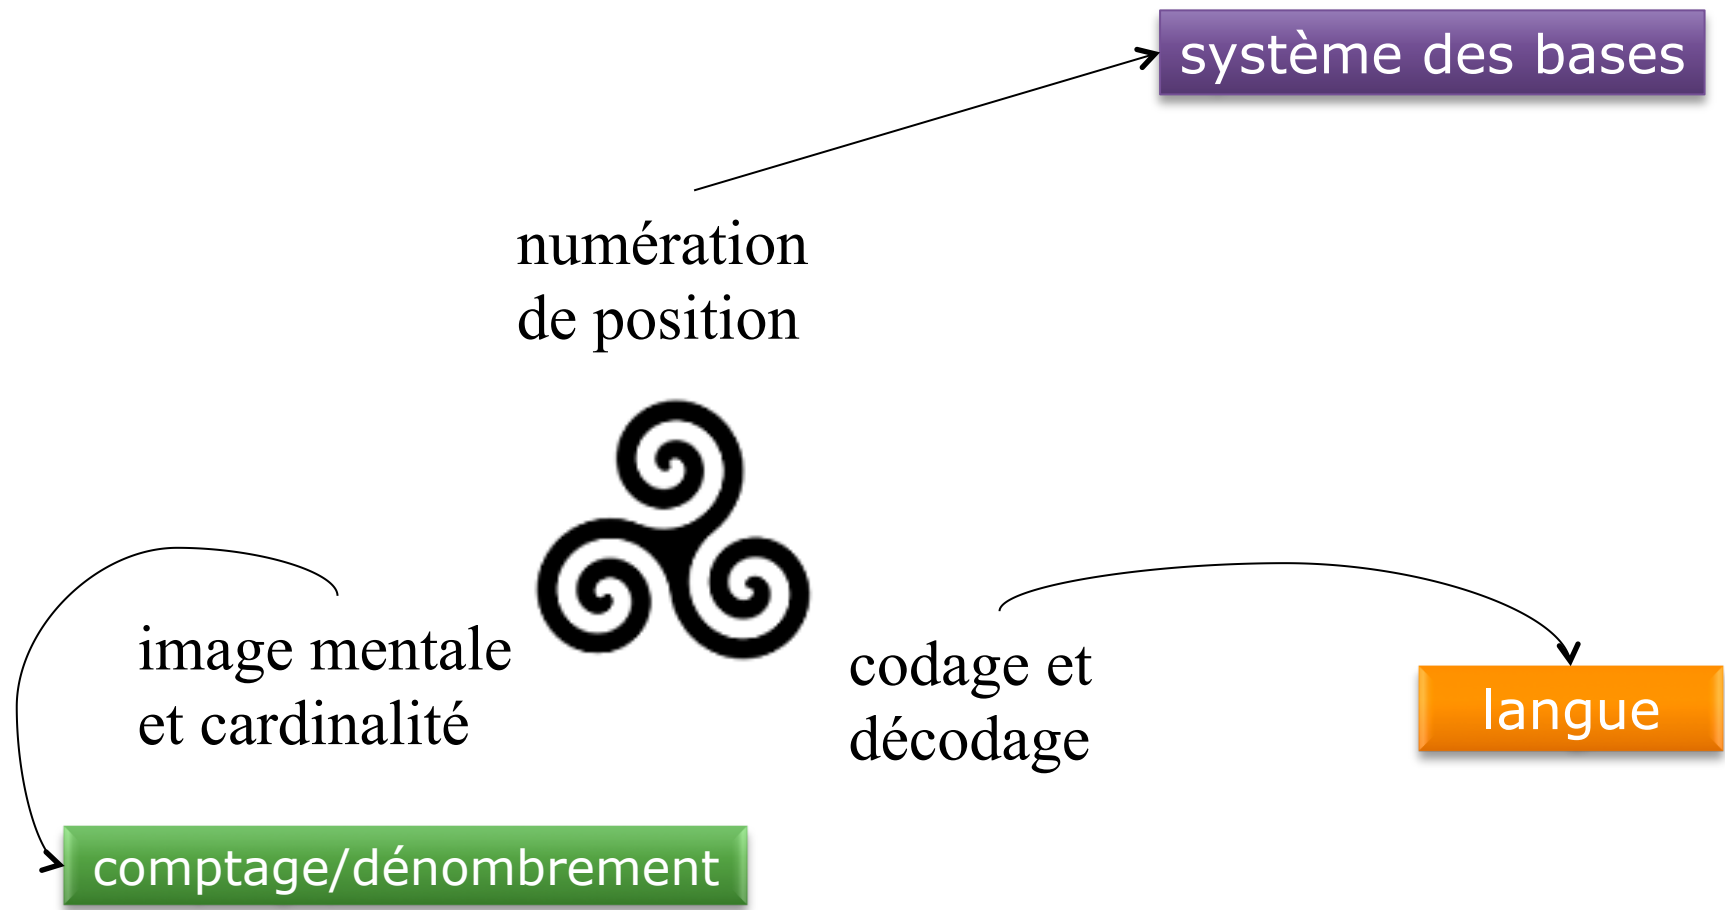 système des bases
numération
de position
image mentale
et cardinalité
codage et
décodage
langue
comptage/dénombrement